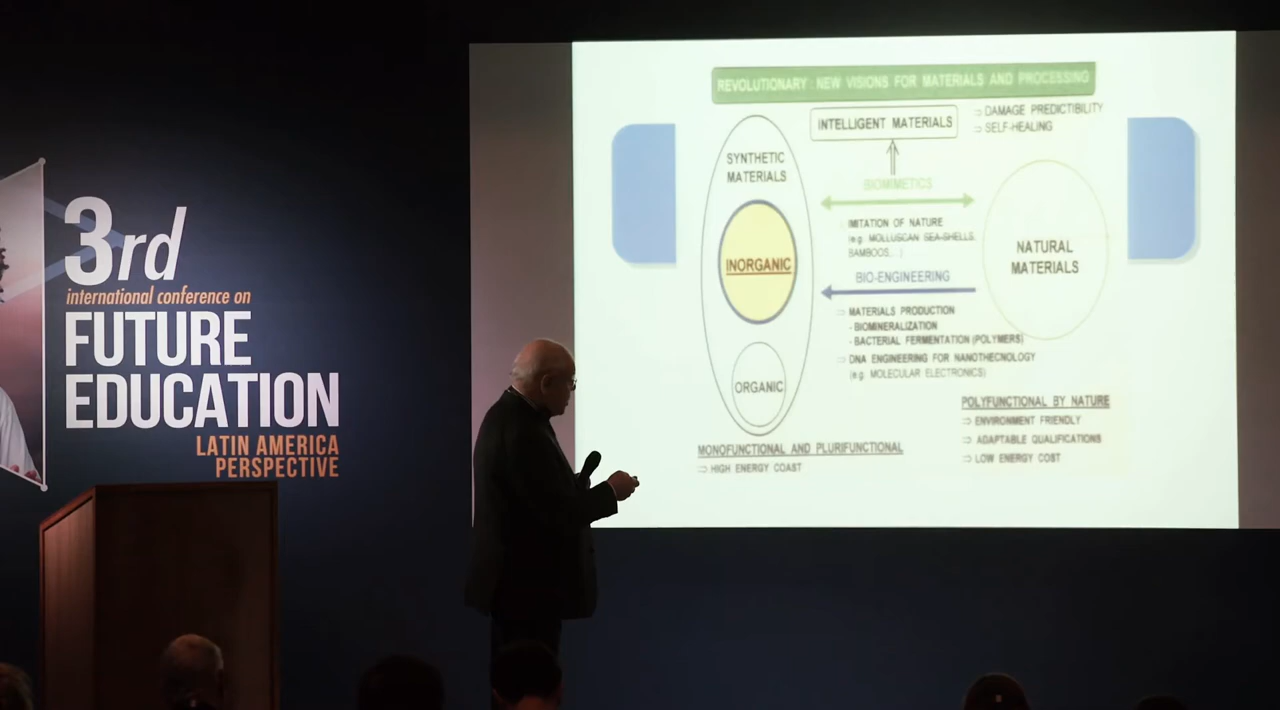 3rd
international conference on
FUTURE
EDUCATION
LATIN AMERICA
PERSPECTIVE
REVOLUTIONARY : NEW VISIONS FOR MATERIALS AND PROCESSING
INTELLIGENT MATERIALS
⇒ DAMAGE PREDICTIBILITY
⇒ SELF-HEALING
SYNTHETIC
MATERIALS
INORGANIC
ORGANIC
BIOMIMETICS
IMITATION OF NATURE
(e.g. MOLLUSCAN SEA-SHELLS,
BAMBOOS,...)
BIO-ENGINEERING
⇒ MATERIALS PRODUCTION
- BIOMINERALIZATION
- BACTERIAL FERMENTATION (POLYMERS)
⇒ DNA ENGINEERING FOR NANOTHECNOLOGY
(e.g. MOLECULAR ELECTRONICS)
NATURAL
MATERIALS
MONOFUNCTIONAL AND PLURIFUNCTIONAL
⇒ HIGH ENERGY COAST
POLYFUNCTIONAL BY NATURE
⇒ ENVIRONMENT FRIENDLY
⇒ ADAPTABLE QUALIFICATIONS
⇒ LOW ENERGY COST